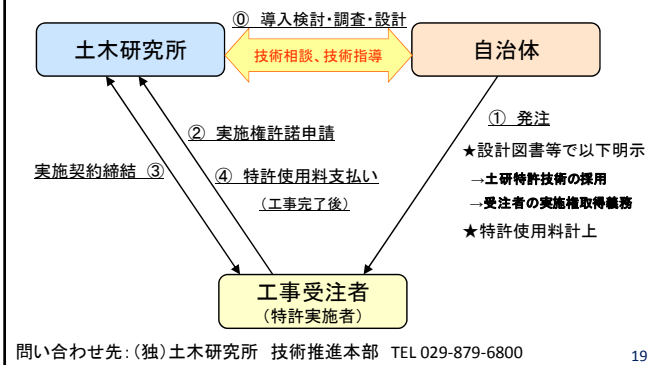 ⓪ 導入検討・調査・設計
土木研究所
技術相談、技術指導
自治体
① 発注
② 実施権許諾申請
★設計図書等で以下明示
実施契約締結 ③
④ 特許使用料支払い
→土研特許技術の採用
(工事完了後)
→受注者の実施権取得義務
★特許使用料計上
工事受注者
(特許実施者)
問い合わせ先:(独)土木研究所 技術推進本部 TEL 029-879-6800
19